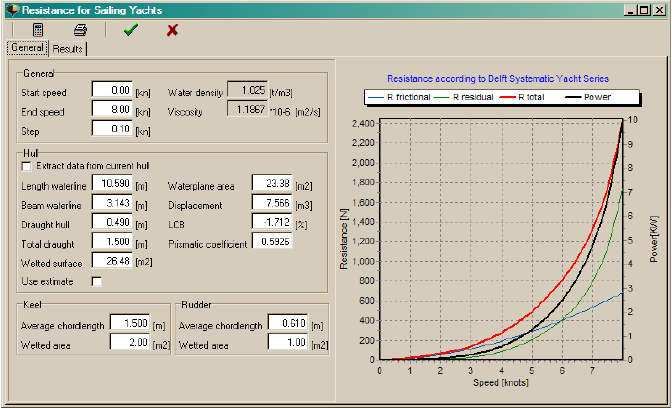 Resistance for Sailing Yachts
General Results
General
Start speed 0.00 [kn] Water density 1.025 [t/m3]
End speed 8.00 [kn] Viscosity 1.1867 *10-6 [m2/s]
Step 0.10 [kn]
Hull
Extract data from current hull
Length waterline 10.590 [m] Waterplane area 23.38 [m2]
Beam waterline 3.143 [m] Displacement 7.566 [m3]
Draught hull 0.490 [m] LCB -1.712 [%]
Total draught 1.500 [m] Prismatic coefficient 0.5926
Wetted surface 26.48 [m2]
Use estimate
Keel
Average chordlength 1.500 [m]
Wetted area 2.00 [m2]
Rudder
Average chordlength 0.610 [m]
Wetted area 1.00 [m2]
Resistance according to Delft Systematic Yacht Series
R frictional R residual R total Power
Resistance [N]
2,400
2,200
2,000
1,800
1,600
1,400
1,200
1,000
800
600
400
200
0
0 1 2 3 4 5 6 7
Speed [knots]
10
9
8
7
6
5
4
3
2
1
0
Power[KW]